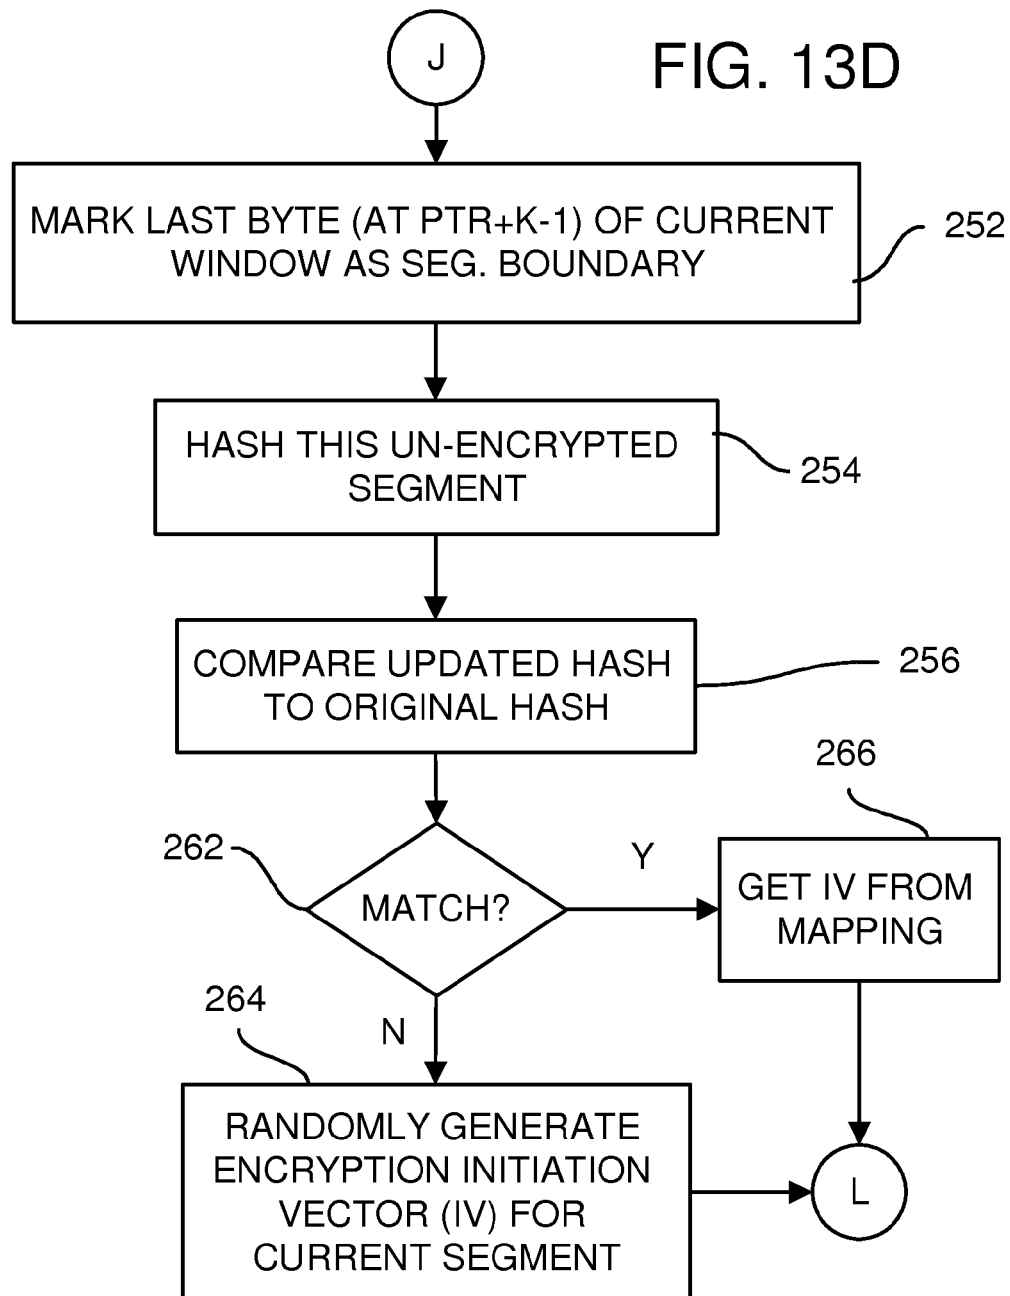 J
FIG. 13D
MARK LAST BYTE (AT PTR+K-1) OF CURRENT
WINDOW AS SEG. BOUNDARY
252
HASH THIS UN-ENCRYPTED
SEGMENT
254
COMPARE UPDATED HASH
TO ORIGINAL HASH
256
266
262
MATCH?
Y
GET IV FROM
MAPPING
264
N
RANDOMLY GENERATE
ENCRYPTION INITIATION
VECTOR (IV) FOR
CURRENT SEGMENT
L